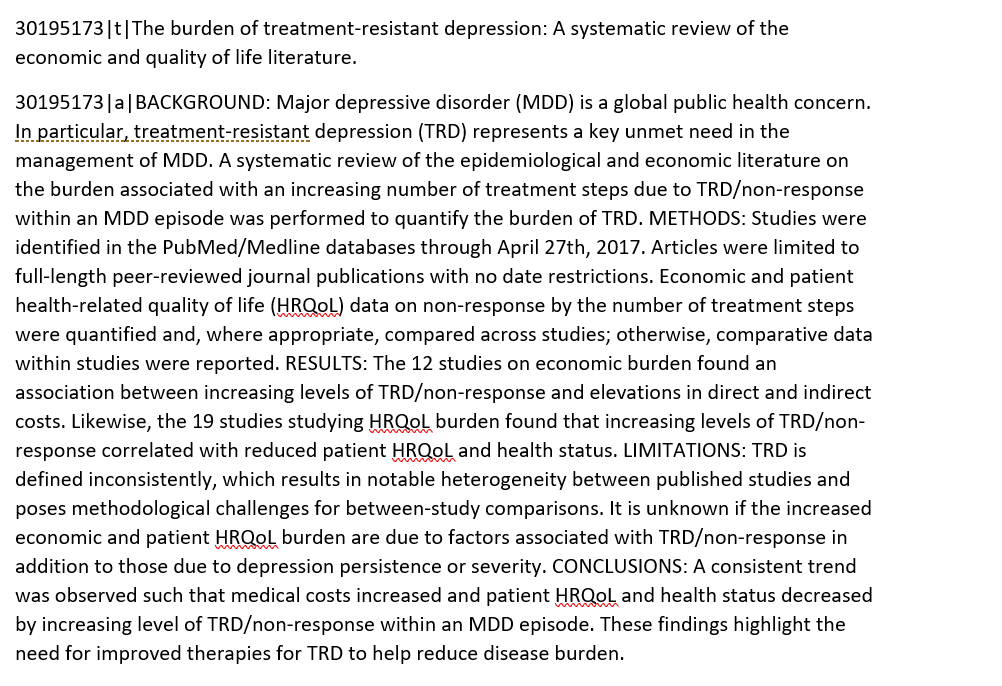 30195173|t|The burden of treatment-resistant depression: A systematic review of the
economic and quality of life literature.
30195173|a|BACKGROUND: Major depressive disorder (MDD) is a global public health concern.
In particular, treatment-resistant depression (TRD) represents a key unmet need in the
management of MDD. A systematic review of the epidemiological and economic literature on
the burden associated with an increasing number of treatment steps due to TRD/non-response
within an MDD episode was performed to quantify the burden of TRD. METHODS: Studies were
identified in the PubMed/Medline databases through April 27th, 2017. Articles were limited to
full-length peer-reviewed journal publications with no date restrictions. Economic and patient
health-related quality of life (HRQoL) data on non-response by the number of treatment steps
were quantified and, where appropriate, compared across studies; otherwise, comparative data
within studies were reported. RESULTS: The 12 studies on economic burden found an
association between increasing levels of TRD/non-response and elevations in direct and indirect
costs. Likewise, the 19 studies studying HRQoL burden found that increasing levels of TRD/non-
response correlated with reduced patient HRQoL and health status. LIMITATIONS: TRD is
defined inconsistently, which results in notable heterogeneity between published studies and
poses methodological challenges for between-study comparisons. It is unknown if the increased
economic and patient HRQoL burden are due to factors associated with TRD/non-response in
addition to those due to depression persistence or severity. CONCLUSIONS: A consistent trend
was observed such that medical costs increased and patient HRQoL and health status decreased
by increasing level of TRD/non-response within an MDD episode. These findings highlight the
need for improved therapies for TRD to help reduce disease burden.